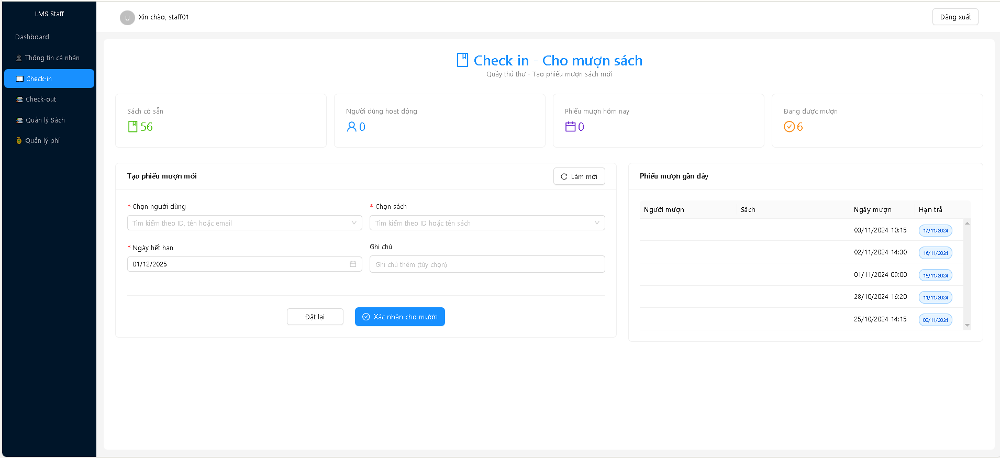 LMS Staff
Dashboard
Thông tin cá nhân
Check-in
Check-out
Quản lý Sách
Quản lý phí
U
Xin chào, staff01
Đăng xuất
Check-in - Cho mượn sách
Quầy thủ thư - Tạo phiếu mượn sách mới
Sách có sẵn
56
Người dùng hoạt động
0
Phiếu mượn hôm nay
0
Đang được mượn
6
Tạo phiếu mượn mới
Làm mới
* Chọn người dùng
Tìm kiếm theo ID, tên hoặc email
* Chọn sách
Tìm kiếm theo ID hoặc tên sách
* Ngày hết hạn
01/12/2025
Ghi chú
Ghi chú thêm (tùy chọn)
Đặt lại
Xác nhận cho mượn
Phiếu mượn gần đây
Người mượn Sách Ngày mượn Hạn trả
03/11/2024 10:15 17/11/2024
02/11/2024 14:30 16/11/2024
01/11/2024 09:00 15/11/2024
28/10/2024 16:20 11/11/2024
25/10/2024 14:15 08/11/2024